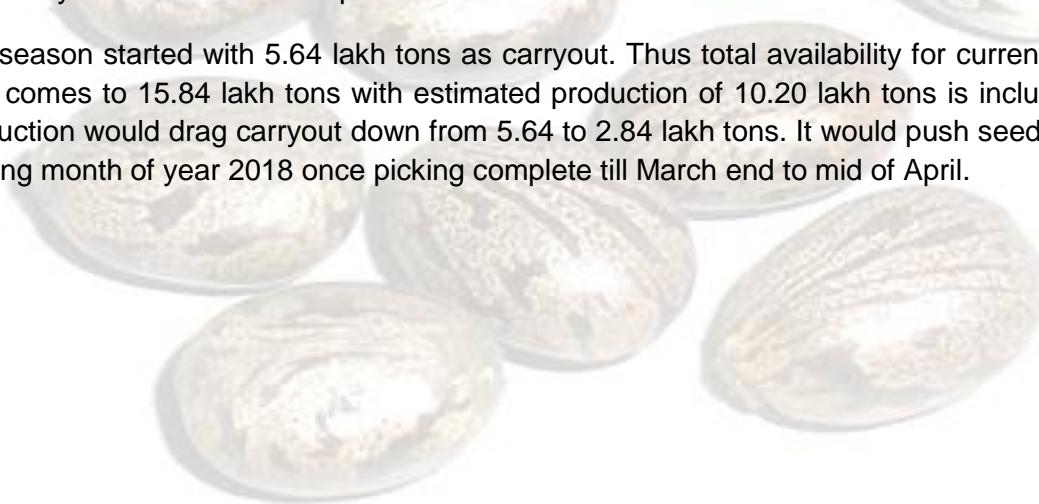 season started with 5.64 lakh tons as carryout. Thus total availability for curren
comes to 15.84 lakh tons with estimated production of 10.20 lakh tons is inclu
uction would drag carryout down from 5.64 to 2.84 lakh tons. It would push seed
ng month of year 2018 once picking complete till March end to mid of April.